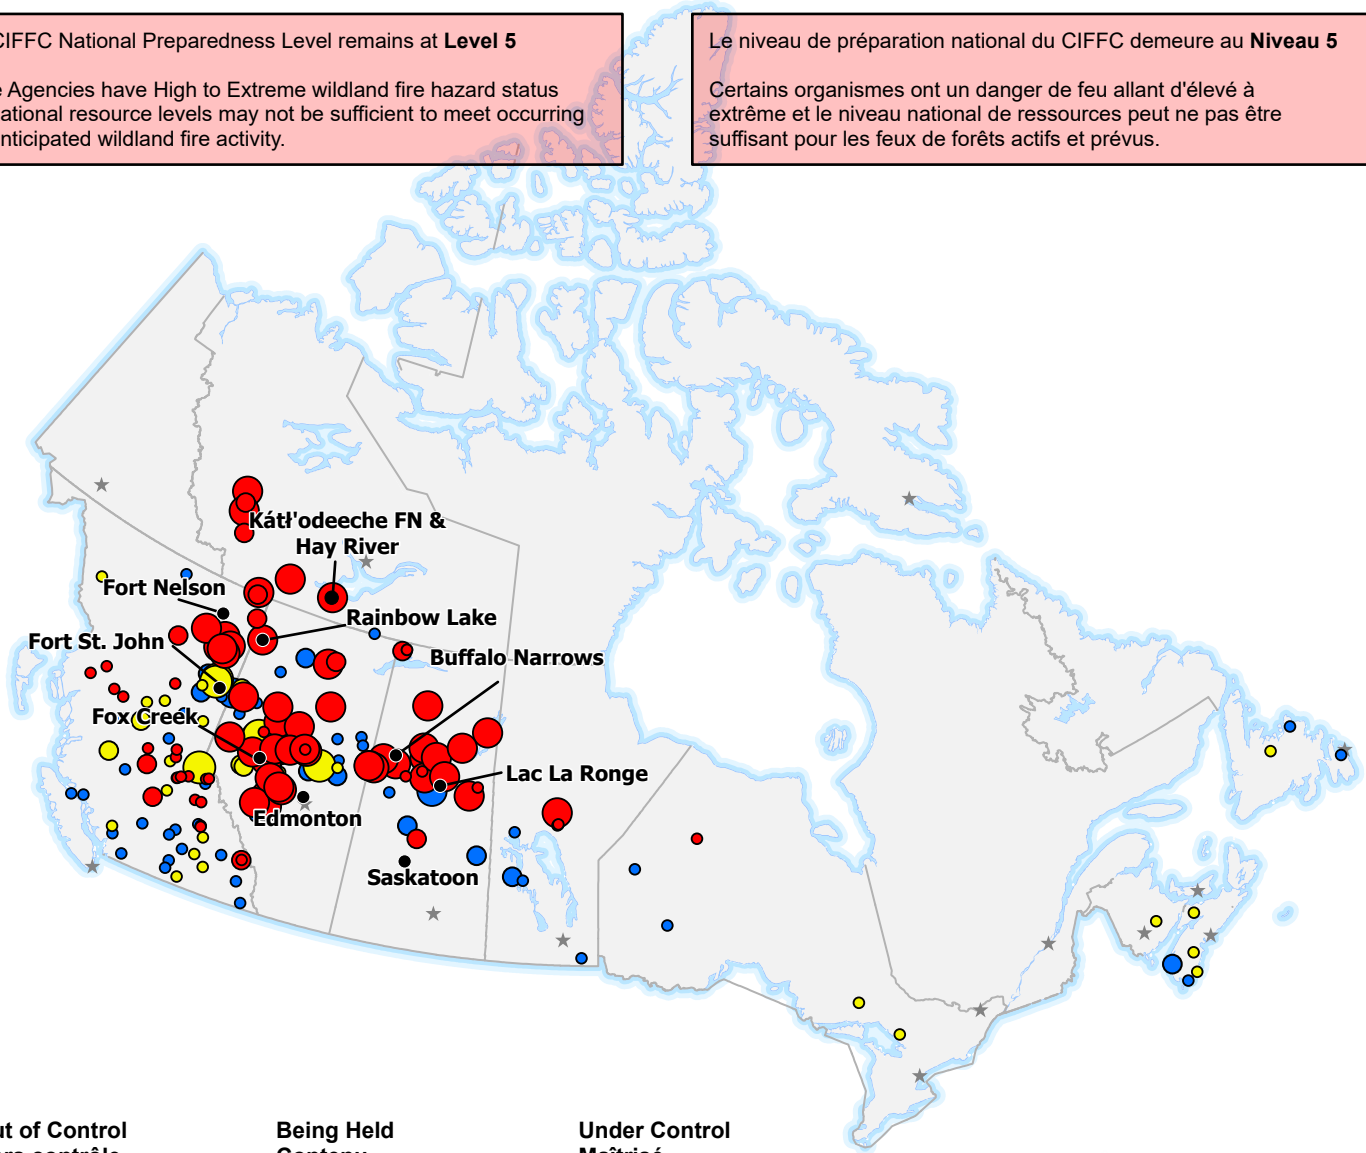 CIFFC National Preparedness Level remains at Level 5
Agencies have High to Extreme wildland fire hazard status
ational resource levels may not be sufficient to meet occurring
nticipated wildland fire activity.
Le niveau de préparation national du CIFFC demeure au Niveau 5
Certains organismes ont un danger de feu allant d'élevé à
extrême et le niveau national de ressources peut ne pas être
suffisant pour les feux de forêts actifs et prévus.
Kátł'odeeche FN &
Hay River
Fort Nelson
Rainbow Lake
Fort St. John
Buffalo Narrows
Fox Creek
Lac La Ronge
Edmonton
Saskatoon
ut of Control
Being Held
Under Control